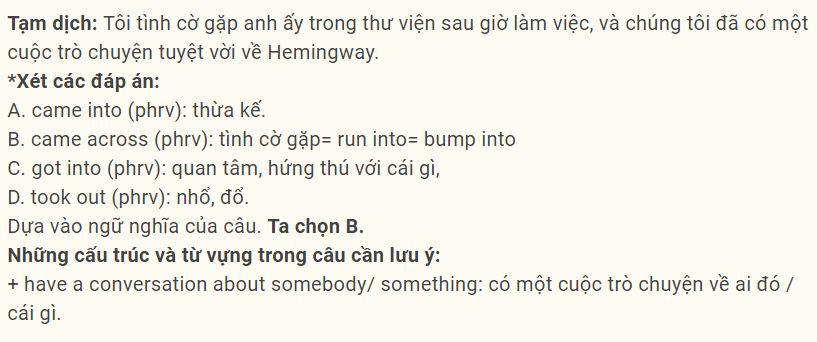 Tạm dịch: Tôi tình cờ gặp anh ấy trong thư viện sau giờ làm việc, và chúng tôi đã có một
cuộc trò chuyện tuyệt vời về Hemingway.
*Xét các đáp án:
A. came into (phrv): thừa kế.
B. came across (phrv): tình cờ gặp= run into= bump into
C. got into (phrv): quan tâm, hứng thú với cái gì,
D. took out (phrv): nhổ, đổ.
Dựa vào ngữ nghĩa của câu. Ta chọn B.
Những cấu trúc và từ vựng trong câu cần lưu ý:
+ have a conversation about somebody/ something: có một cuộc trò chuyện về ai đó /
cái gì.